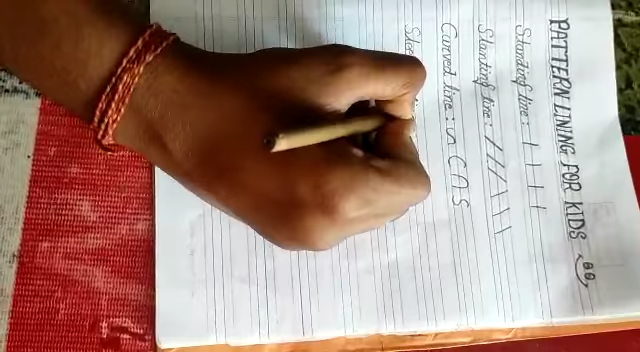 PATTERN LINING FOR KIDS
Standing line : | | | |
Slanting line : / / / \ \ \
Curved line :